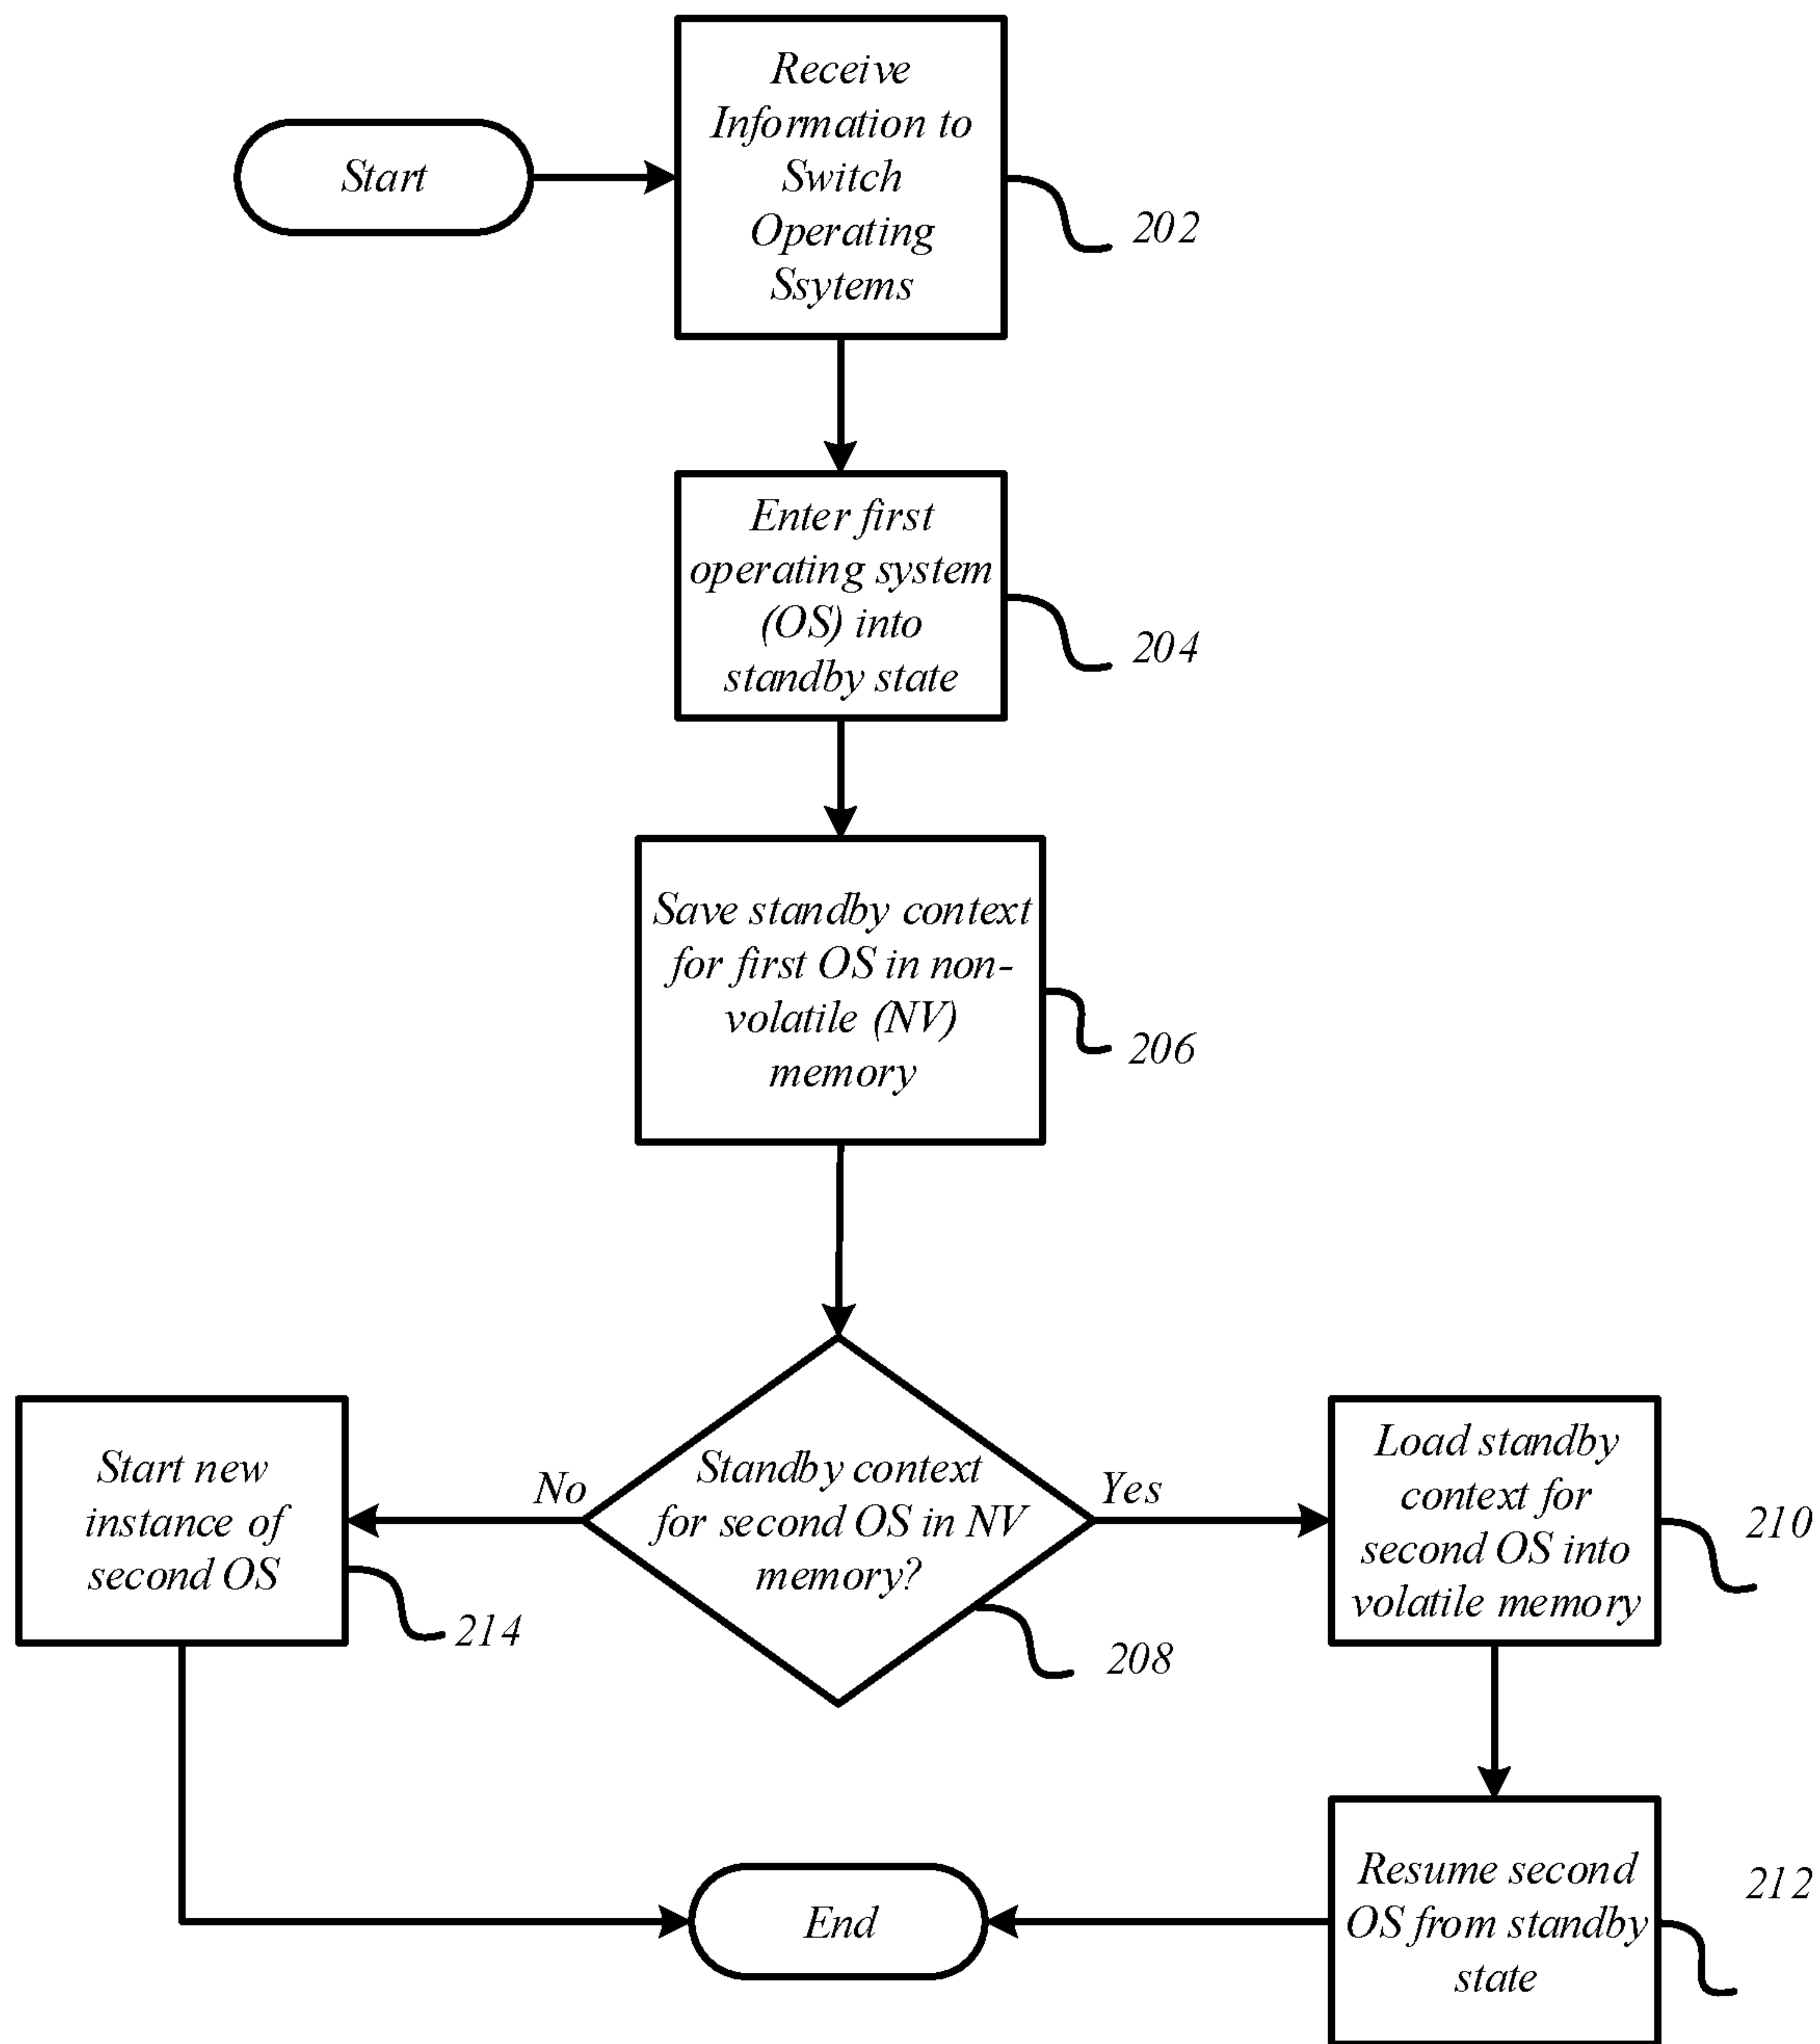 Start
Receive
Information to
Switch
Operating
Ssytems
202
Enter first
operating system
(OS) into
standby state
204
Save standby context
for first OS in non-
volatile (NV)
memory
206
Standby context
for second OS in NV
memory?
208
No
Yes
Start new
instance of
second OS
214
Load standby
context for
second OS into
volatile memory
210
Resume second
OS from standby
state
212
End